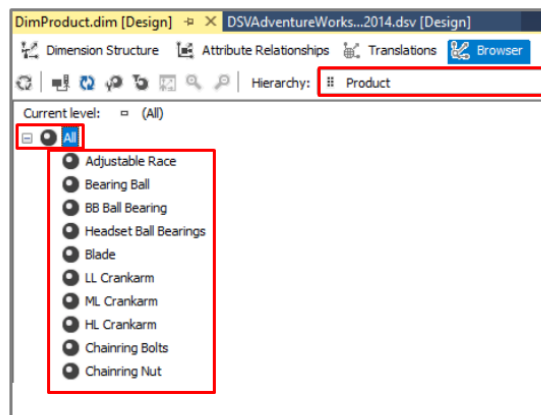 DimProduct.dim [Design] DSVAdventureWorks...2014.dsv [Design]
Dimension Structure Attribute Relationships Translations Browser
Hierarchy: Product
Current level: (All)
All
Adjustable Race
Bearing Ball
BB Ball Bearing
Headset Ball Bearings
Blade
LL Crankarm
ML Crankarm
HL Crankarm
Chainring Bolts
Chainring Nut